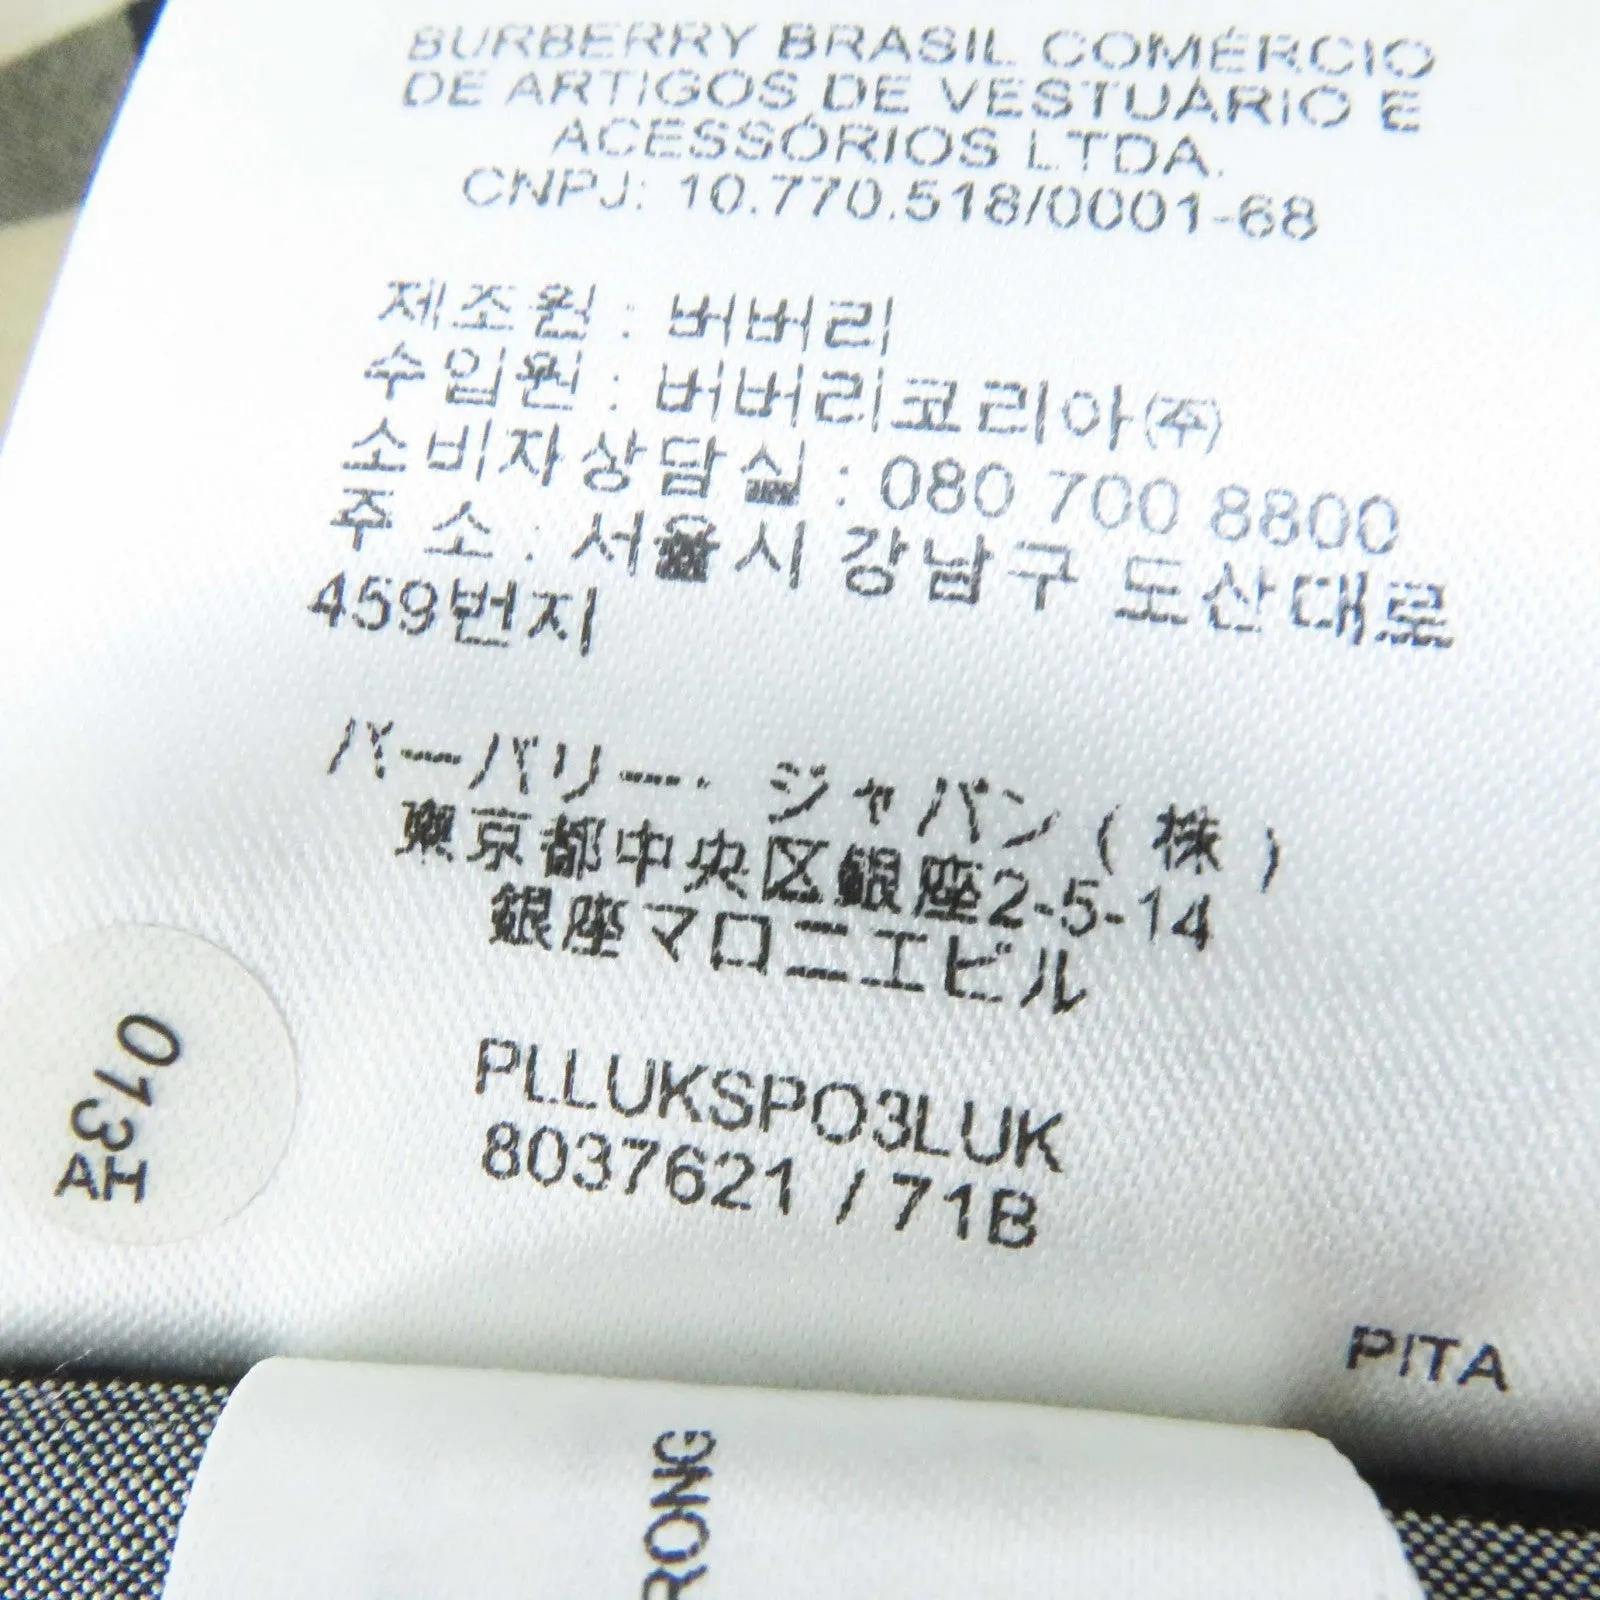 BURBERRY BRASIL COMÉRCIO
DE ARTIGOS DE VESTUÁRIO E
ACESSÓRIOS LTDA.
CNPJ: 10.770.518/0001-68
제조원 : 버버리
수입원 : 버버리코리아(주)
소비자상담실 : 080 700 8800
주 소 : 서울시 강남구 도산대로
459번지
バーバリー・ジャパン(株)
東京都中央区銀座2-5-14
銀座マロニエビル
PLLUKSPO3LUK
8037621 / 71B
013
AH
PITA
RONG